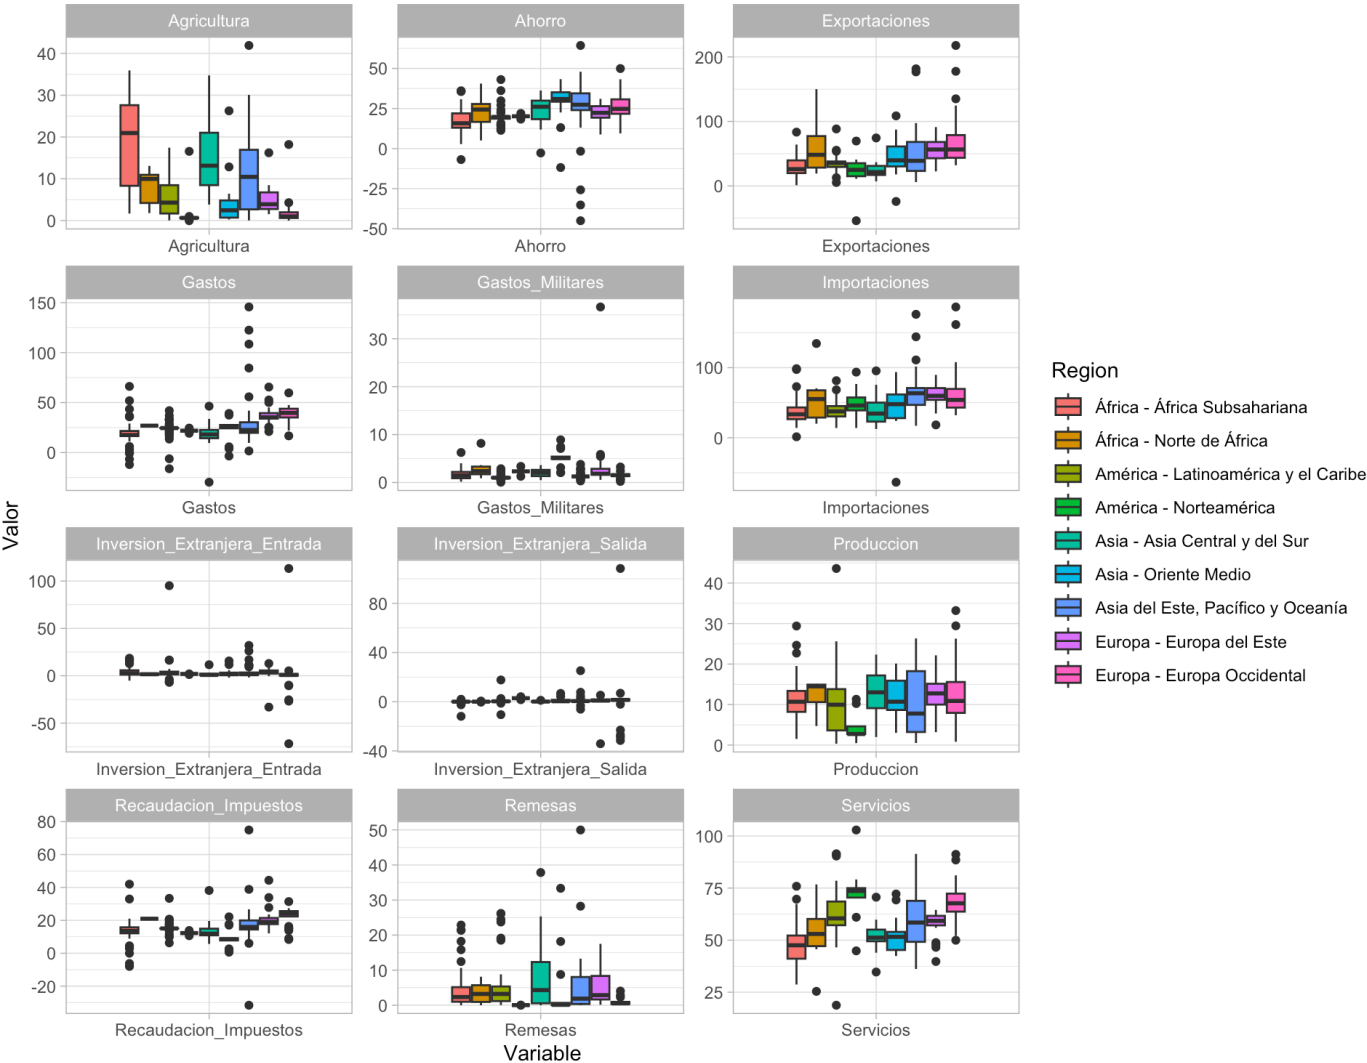 Agricultura
Ahorro
Exportaciones
40
30
20
10
0
50
25
0
-25
-50
200
100
0
Agricultura
Ahorro
Exportaciones
Gastos
Gastos_Militares
Importaciones
150
100
50
0
30
20
10
0
100
0
Gastos
Gastos_Militares
Importaciones
Valor
Inversion_Extranjera_Entrada
Inversion_Extranjera_Salida
Produccion
100
50
0
-50
80
40
0
-40
40
30
20
10
0
Inversion_Extranjera_Entrada
Inversion_Extranjera_Salida
Produccion
Recaudacion_Impuestos
Remesas
Servicios
80
60
40
20
0
-20
50
40
30
20
10
0
100
75
50
25
Recaudacion_Impuestos
Remesas
Servicios
Variable
Region
África - África Subsahariana
África - Norte de África
América - Latinoamérica y el Caribe
América - Norteamérica
Asia - Asia Central y del Sur
Asia - Oriente Medio
Asia del Este, Pacífico y Oceanía
Europa - Europa del Este
Europa - Europa Occidental